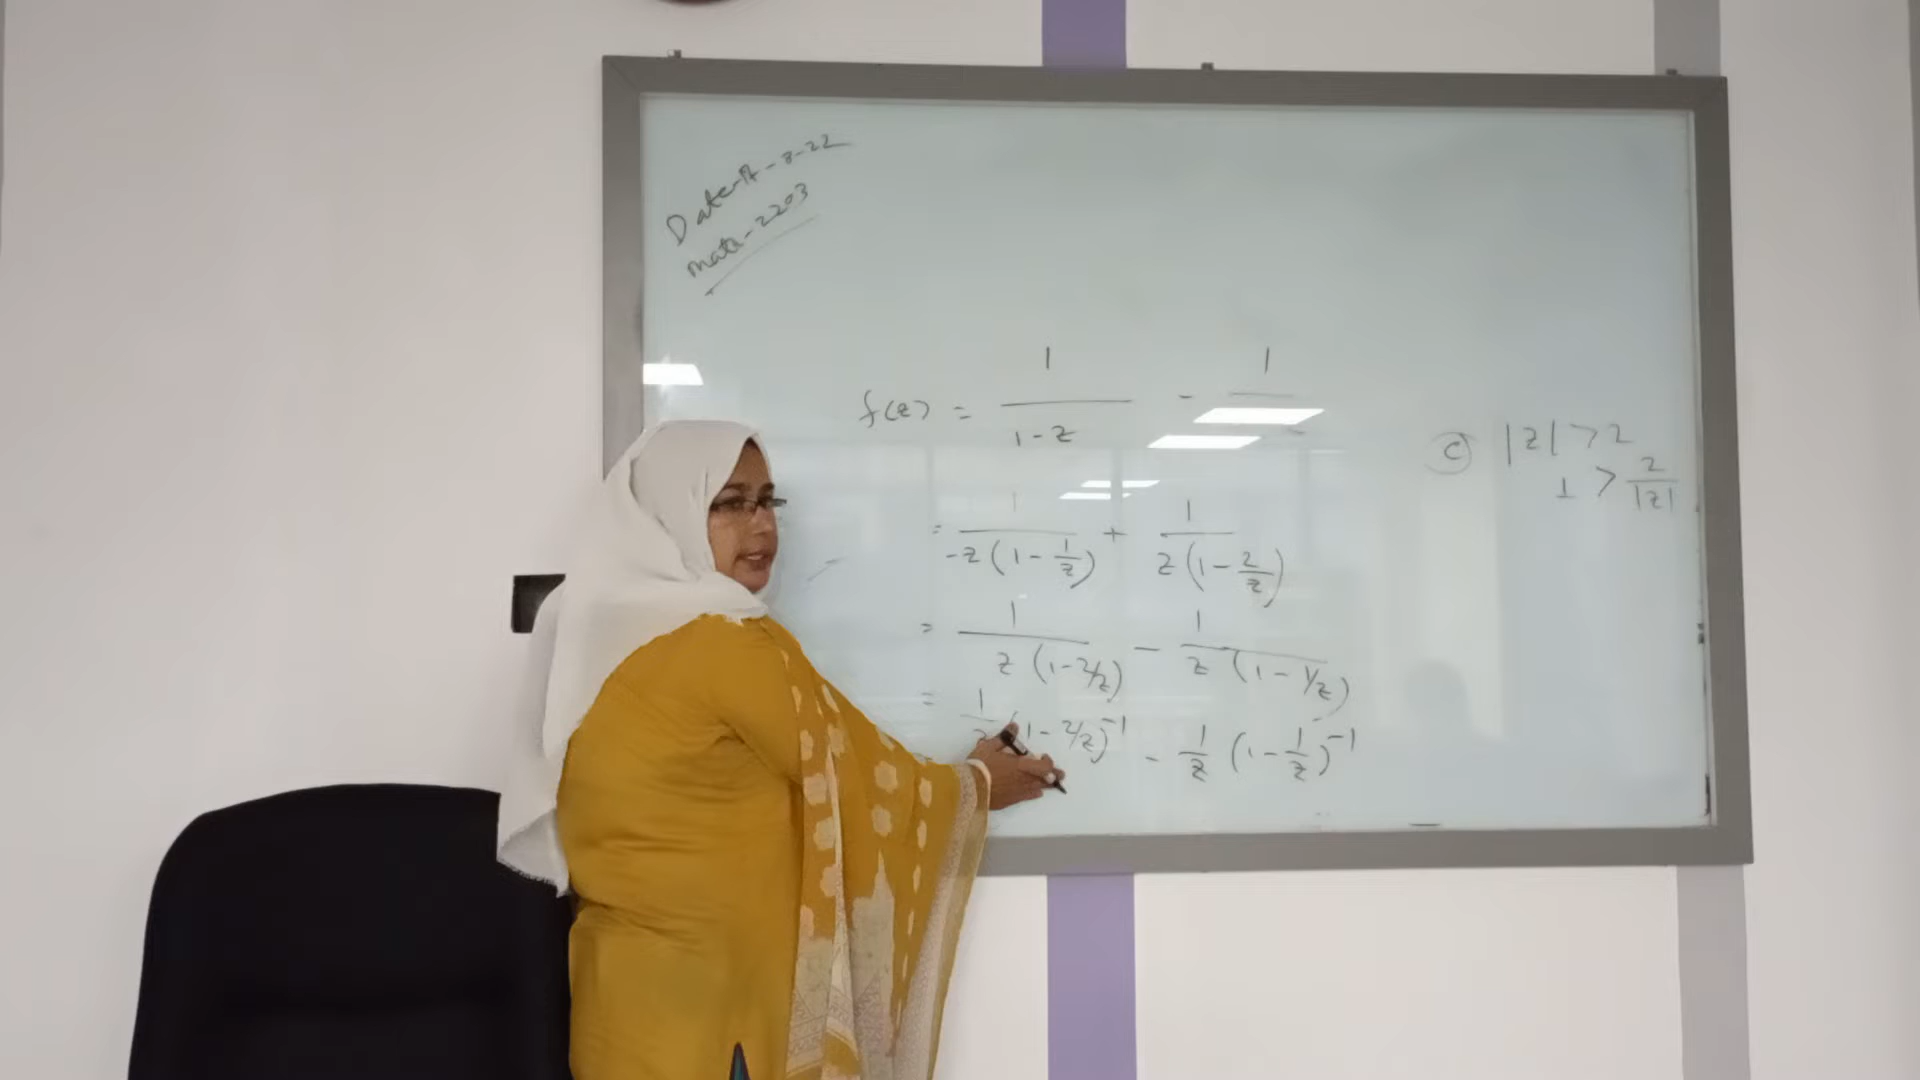 Date-17-8-22
math-2203
f(z) = 1/(1-z) - 1/
= 1/(-z(1-1/z)) + 1/(z(1-2/z))
= 1/(z(1-2/z)) - 1/(z(1-1/z))
= 1/z (1-2/z)^-1 - 1/z (1-1/z)^-1
(c) |z| > 2
1 > 2/|z|